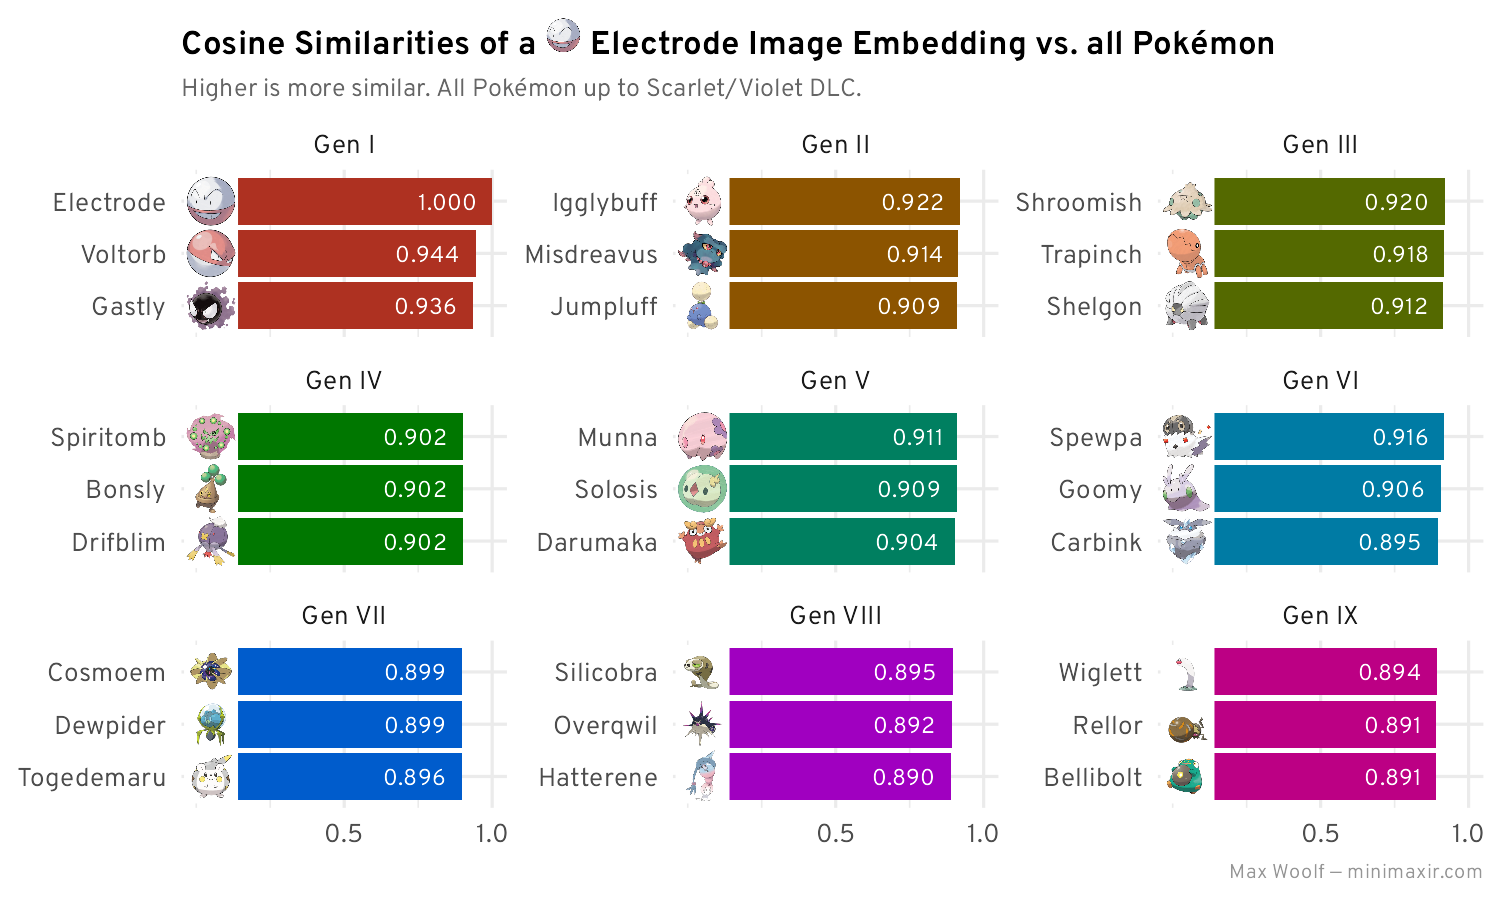 Cosine Similarities of a Electrode Image Embedding vs. all Pokémon
Higher is more similar. All Pokémon up to Scarlet/Violet DLC.
Gen I
Electrode 1.000
Voltorb 0.944
Gastly 0.936
Gen II
Igglybuff 0.922
Misdreavus 0.914
Jumpluff 0.909
Gen III
Shroomish 0.920
Trapinch 0.918
Shelgon 0.912
Gen IV
Spiritomb 0.902
Bonsly 0.902
Drifblim 0.902
Gen V
Munna 0.911
Solosis 0.909
Darumaka 0.904
Gen VI
Spewpa 0.916
Goomy 0.906
Carbink 0.895
Gen VII
Cosmoem 0.899
Dewpider 0.899
Togedemaru 0.896
0.5 1.0
Gen VIII
Silicobra 0.895
Overqwil 0.892
Hatterene 0.890
0.5 1.0
Gen IX
Wiglett 0.894
Rellor 0.891
Bellibolt 0.891
0.5 1.0
Max Woolf — minimaxir.com